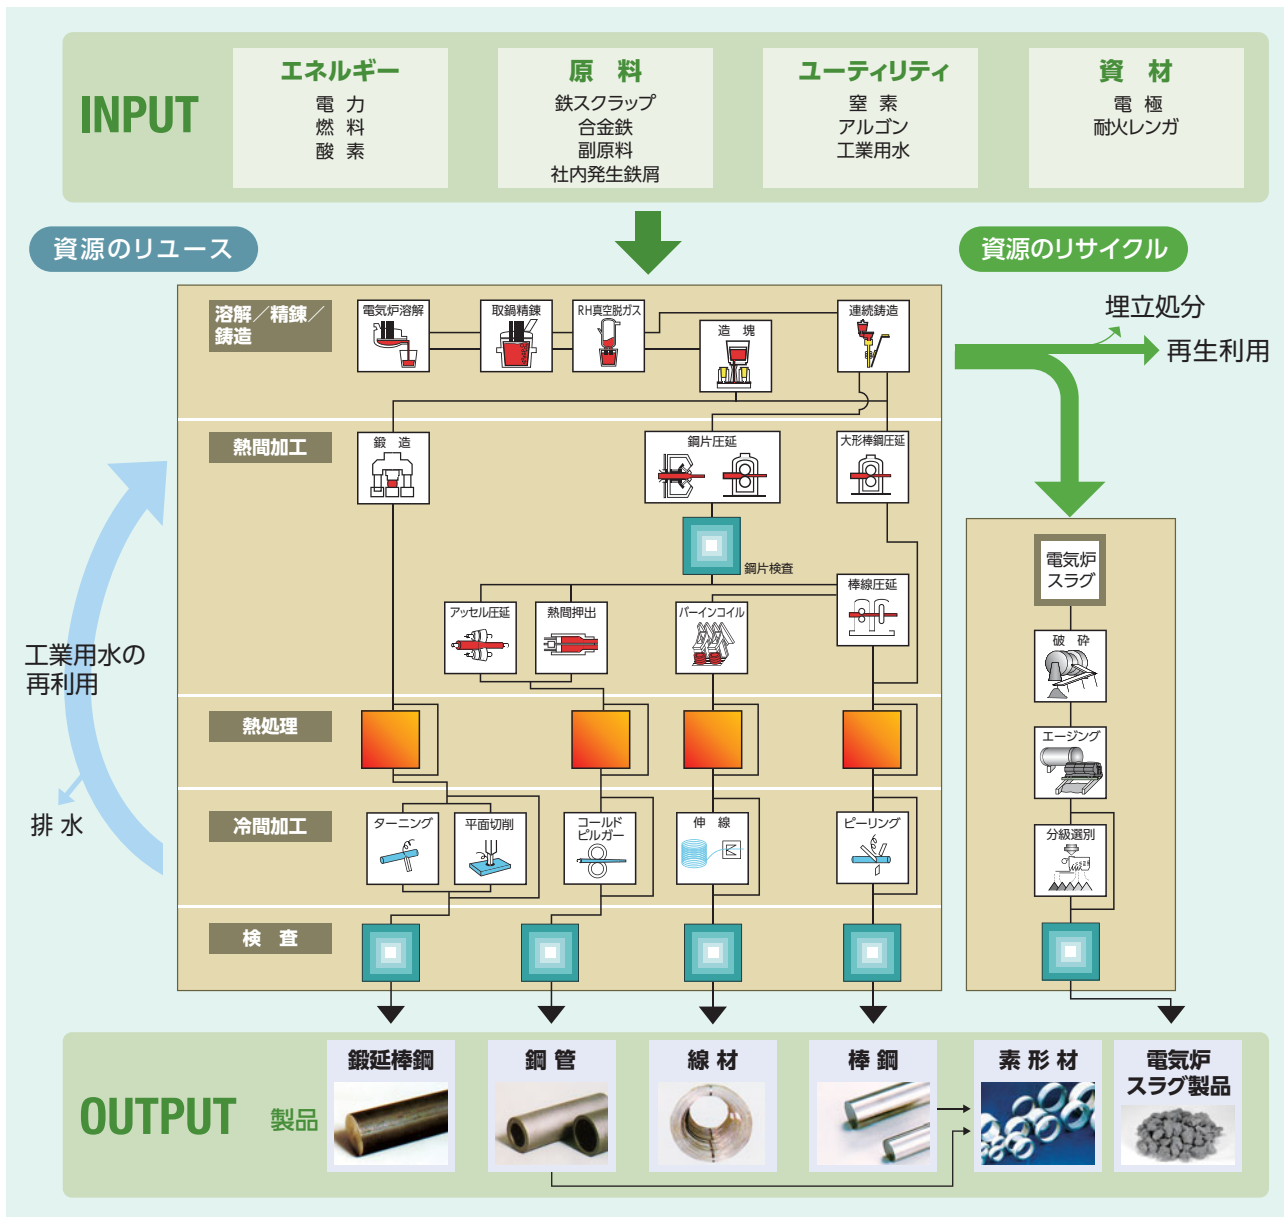 INPUT
エネルギー
電 力
燃 料
酸 素
原 料
鉄スクラップ
合金鉄
副原料
社内発生鉄屑
ユーティリティ
窒 素
アルゴン
工業用水
資 材
電 極
耐火レンガ
資源のリユース
資源のリサイクル
埋立処分
再生利用
溶解／精錬／
鋳造
電気炉溶解
取鍋精錬
RH真空脱ガス
造 塊
連続鋳造
熱間加工
鍛 造
鋼片圧延
大形棒鋼圧延
鋼片検査
アッセル圧延
熱間押出
バーインコイル
棒線圧延
工業用水の
再利用
排 水
熱処理
冷間加工
ターニング
平面切削
コールド
ピルガー
伸 線
ピーリング
検 査
電気炉
スラグ
破 砕
エージング
分級選別
OUTPUT
製品
鍛延棒鋼
鋼 管
線 材
棒 鋼
素 形 材
電気炉
スラグ製品